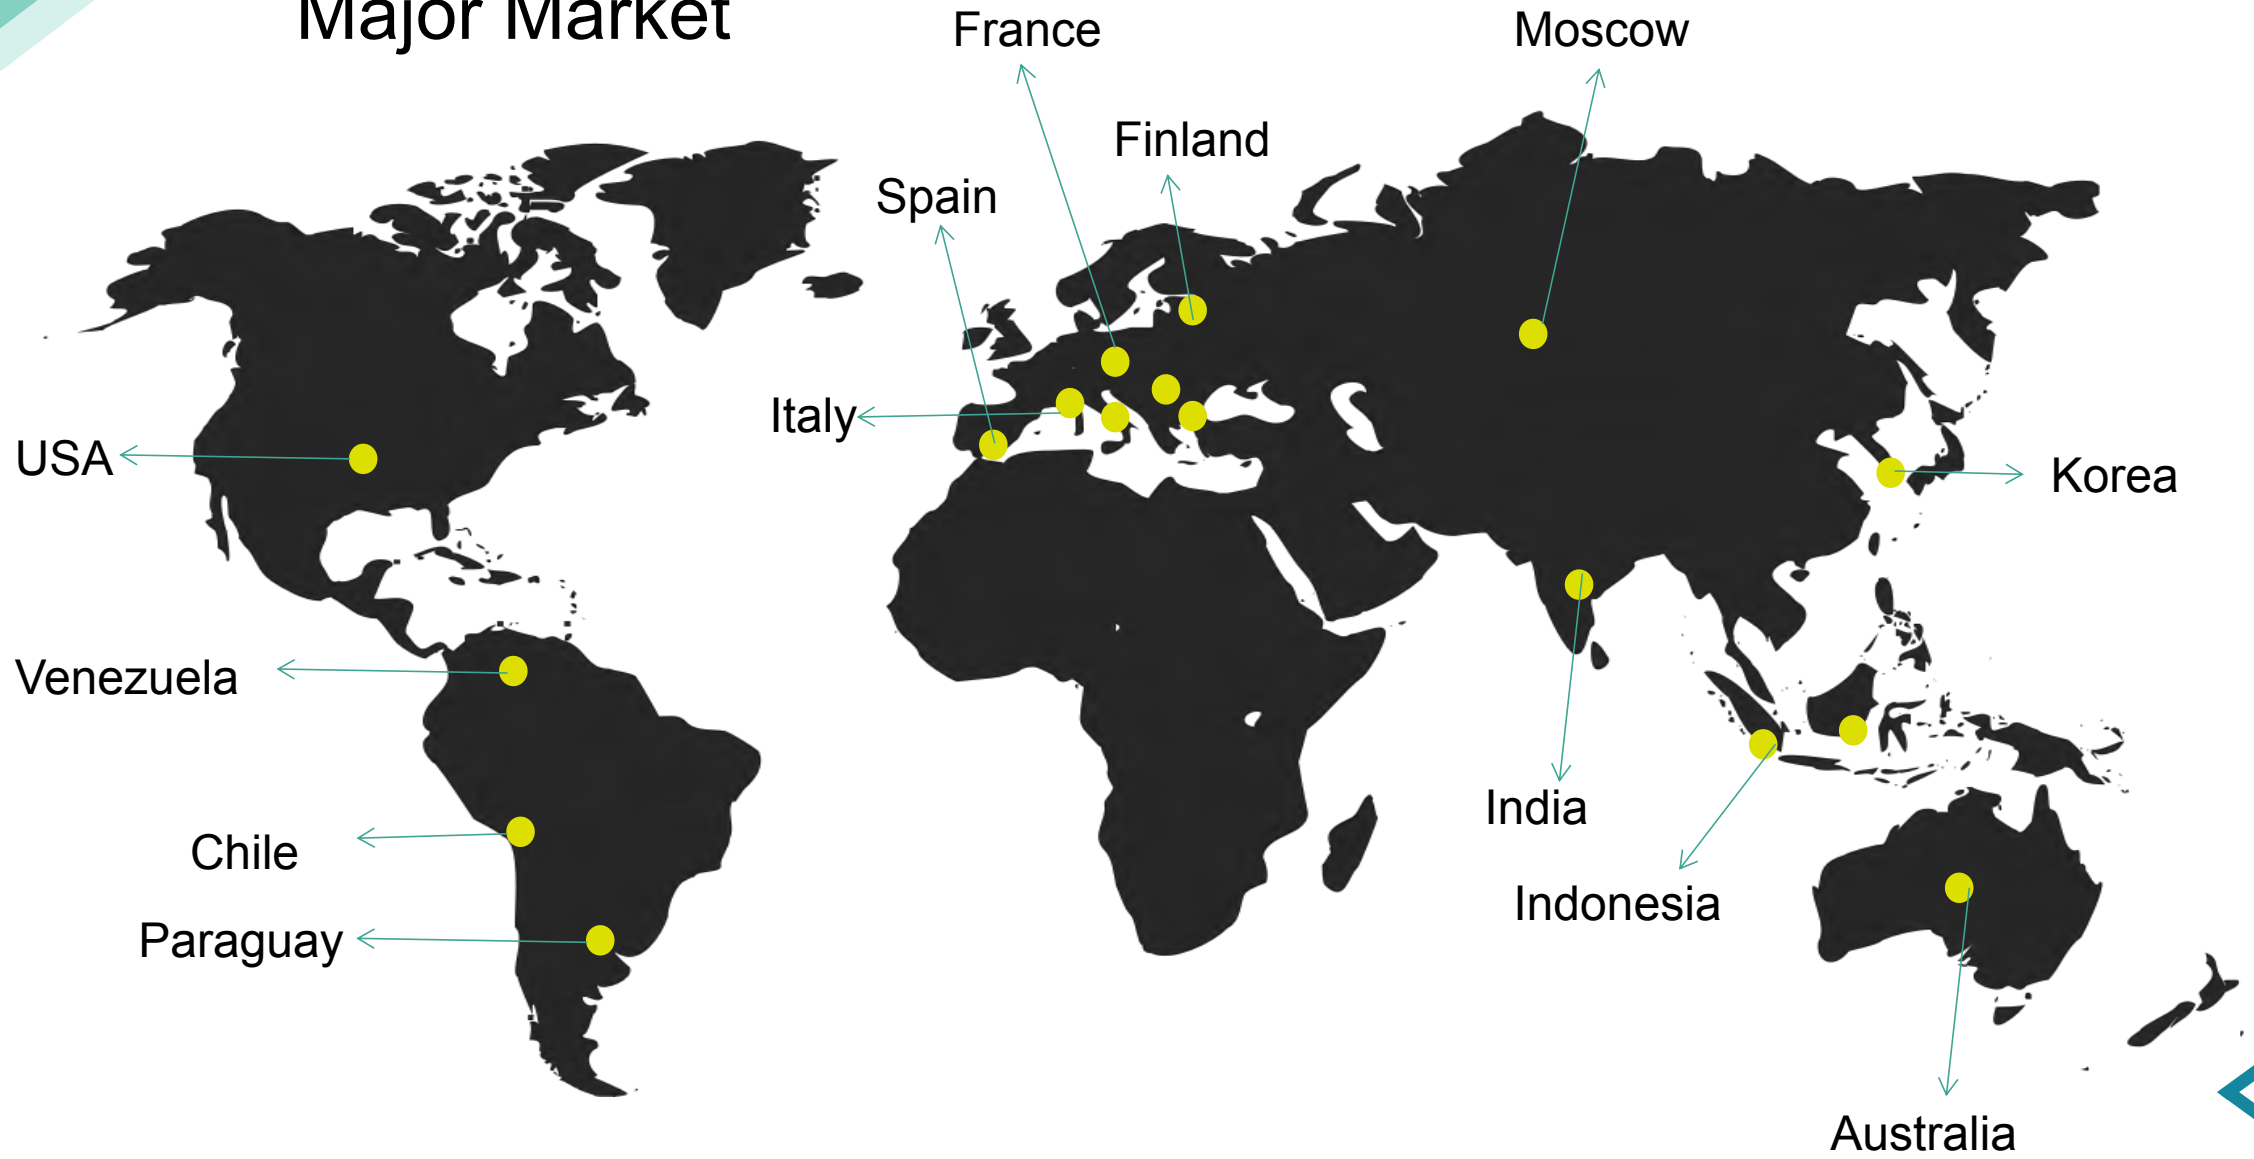 Major Market
France
Moscow
Finland
Spain
Italy
USA
Korea
Venezuela
India
Chile
Indonesia
Paraguay
Australia